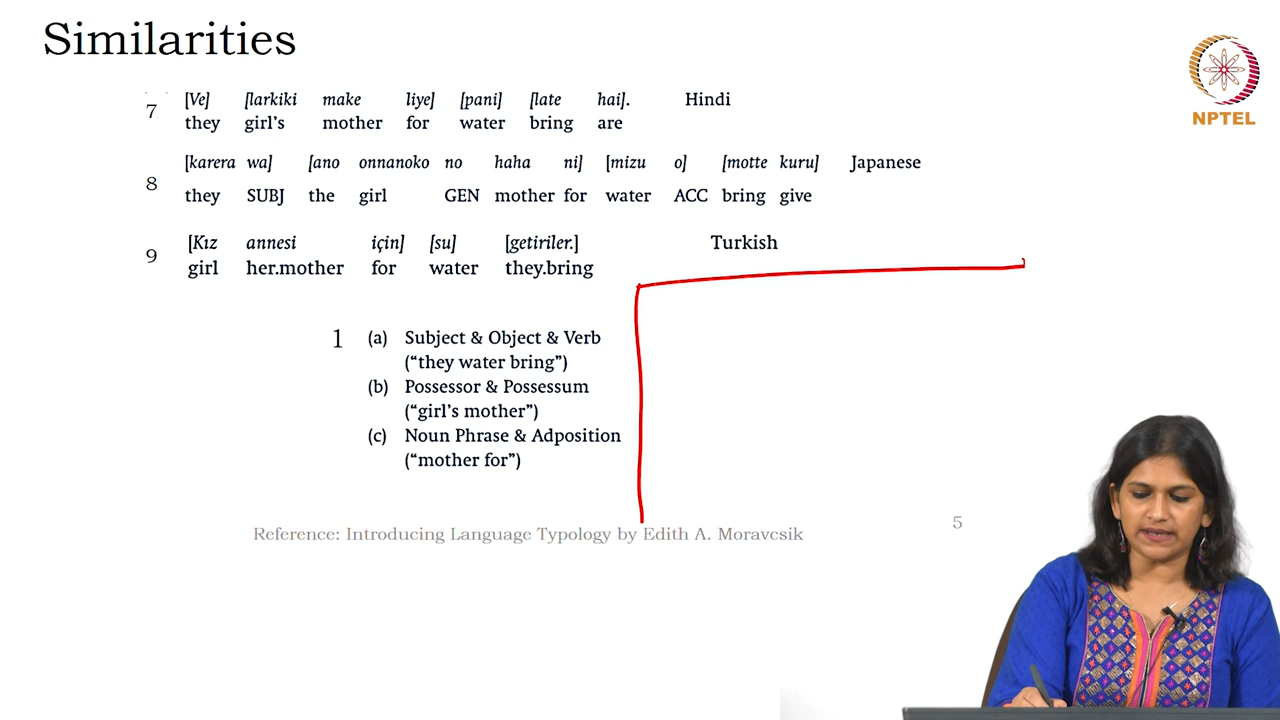 Similarities
NPTEL
7 [Ve] [larkiki make liye] [pani] [late hai]. Hindi
they girl's mother for water bring are
8 [karera wa] [ano onnanoko no haha ni] [mizu o] [motte kuru] Japanese
they SUBJ the girl GEN mother for water ACC bring give
9 [Kız annesi için] [su] [getiriler.] Turkish
girl her.mother for water they.bring
1 (a) Subject & Object & Verb
("they water bring")
(b) Possessor & Possessum
("girl's mother")
(c) Noun Phrase & Adposition
("mother for")
Reference: Introducing Language Typology by Edith A. Moravcsik
5